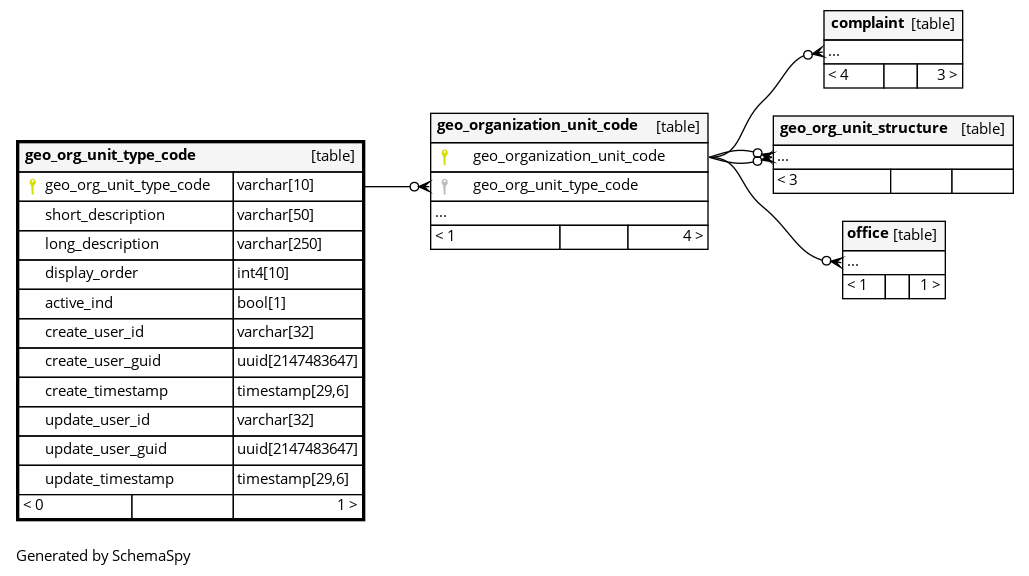 geo_org_unit_type_code [table]
geo_org_unit_type_code varchar[10]
short_description varchar[50]
long_description varchar[250]
display_order int4[10]
active_ind bool[1]
create_user_id varchar[32]
create_user_guid uuid[2147483647]
create_timestamp timestamp[29,6]
update_user_id varchar[32]
update_user_guid uuid[2147483647]
update_timestamp timestamp[29,6]
< 0 1 >
geo_organization_unit_code [table]
geo_organization_unit_code
geo_org_unit_type_code
...
< 1 4 >
complaint [table]
...
< 4 3 >
geo_org_unit_structure [table]
...
< 3
office [table]
...
< 1 1 >
Generated by SchemaSpy